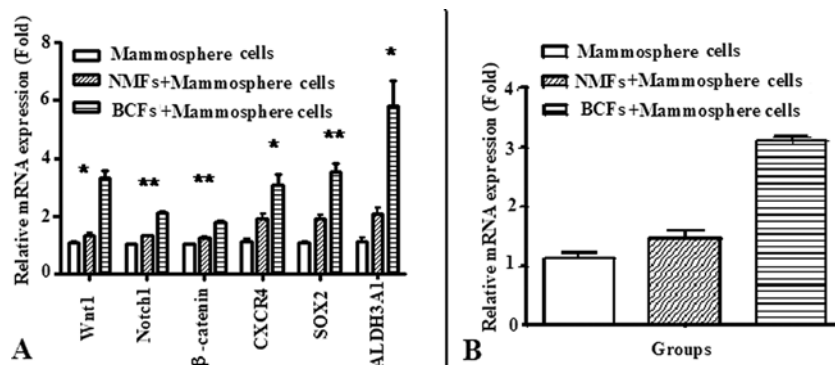 A
Relative mRNA expression (Fold)
8
6
4
2
0
Mammosphere cells
NMFs+Mammosphere cells
BCFs+Mammosphere cells
*
**
**
*
**
*
Wnt1
Notch1
β-catenin
CXCR4
SOX2
ALDH3A1
B
Relative mRNA expression (Fold)
4
3
2
1
0
Mammosphere cells
NMFs+Mammosphere cells
BCFs+Mammosphere cells
Groups